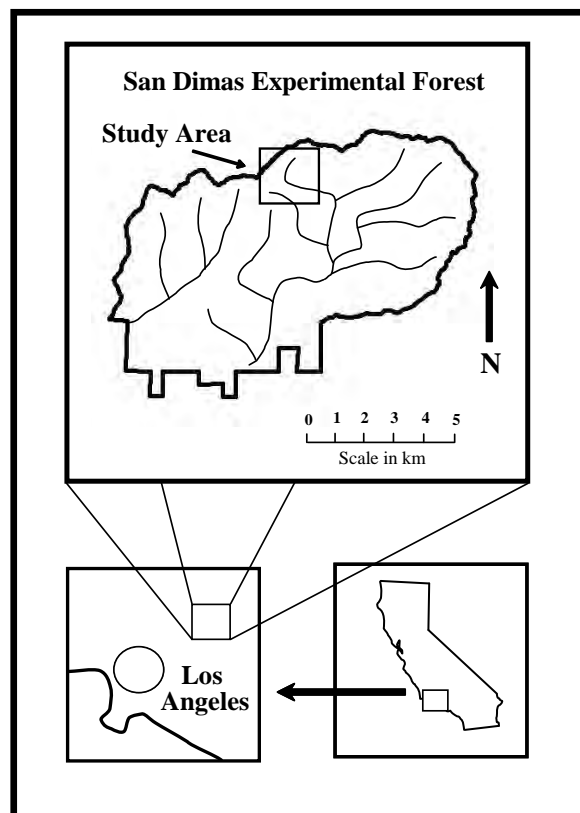 San Dimas Experimental Forest
Study Area
N
0 1 2 3 4 5
Scale in km
Los
Angeles